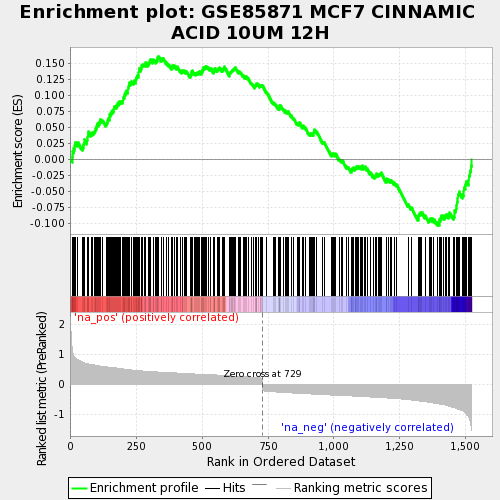 Enrichment plot: GSE85871 MCF7 CINNAMIC
ACID 10UM 12H
Enrichment score (ES)
0.150
0.125
0.100
0.075
0.050
0.025
0.000
-0.025
-0.050
-0.075
-0.100
Ranked list metric (PreRanked)
2
1
0
-1
'na_pos' (positively correlated)
Zero cross at 729
'na_neg' (negatively correlated)
0
250
500
750
1,000
1,250
1,500
Rank in Ordered Dataset
Enrichment profile
Hits
Ranking metric scores